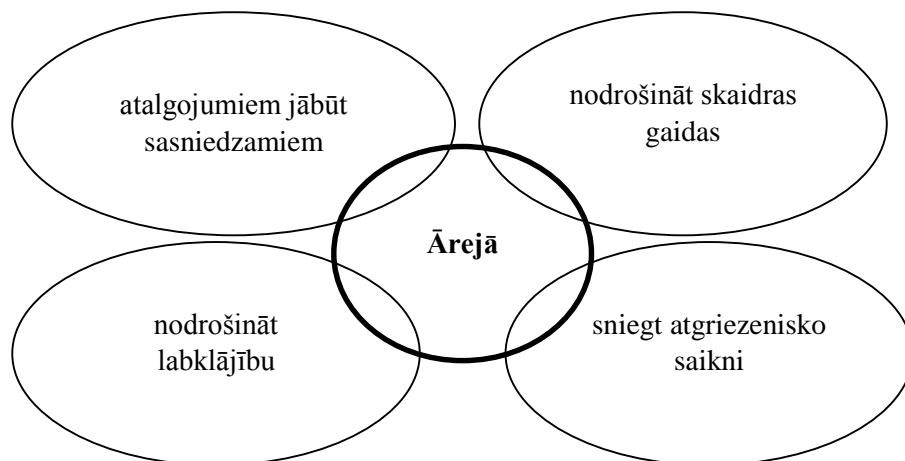 atalgojumiem jābūt
sasniedzamiem
nodrošināt skaidras
gaidas
Ārejā
nodrošināt
labklājību
sniegt atgriezenisko
saikni